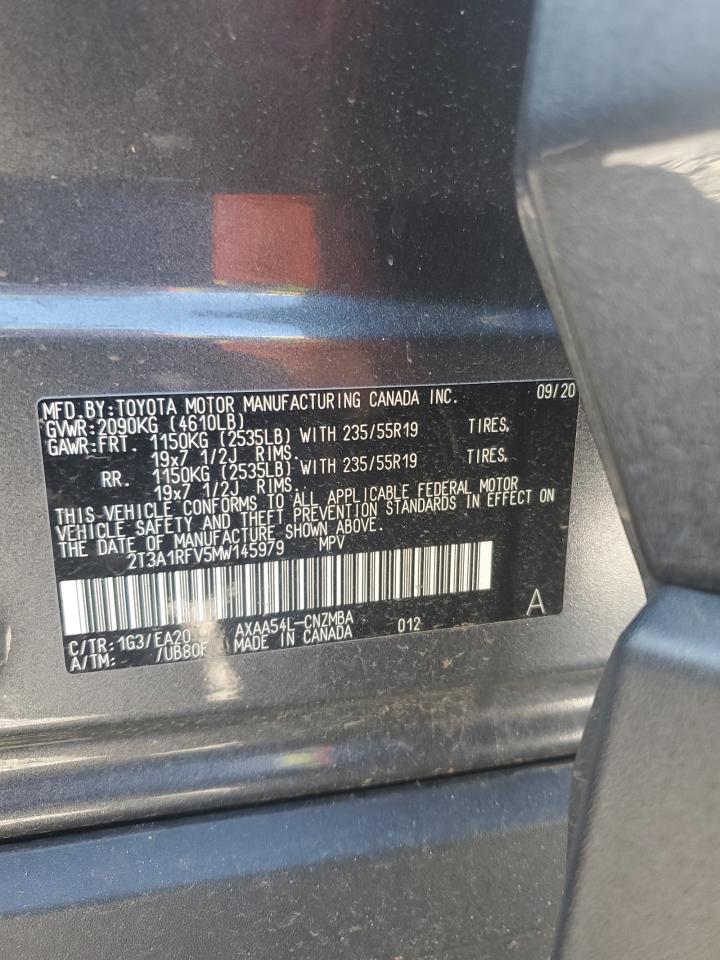 MFD.BY:TOYOTA MOTOR MANUFACTURING CANADA INC. 09/20
GVWR:2090KG (4610LB)
GAWR:FRT. 1150KG (2535LB) WITH 235/55R19 TIRES,
19x7 1/2J RIMS.
RR. 1150KG (2535LB) WITH 235/55R19 TIRES,
19x7 1/2J RIMS.
THIS VEHICLE CONFORMS TO ALL APPLICABLE FEDERAL MOTOR
VEHICLE SAFETY AND THEFT PREVENTION STANDARDS IN EFFECT ON
THE DATE OF MANUFACTURE SHOWN ABOVE.
2T3A1RFV5MW145979 MPV
A
C/TR:1G3/EA20 AXAA54L-CNZMBA 012
A/TM: /UB80F MADE IN CANADA